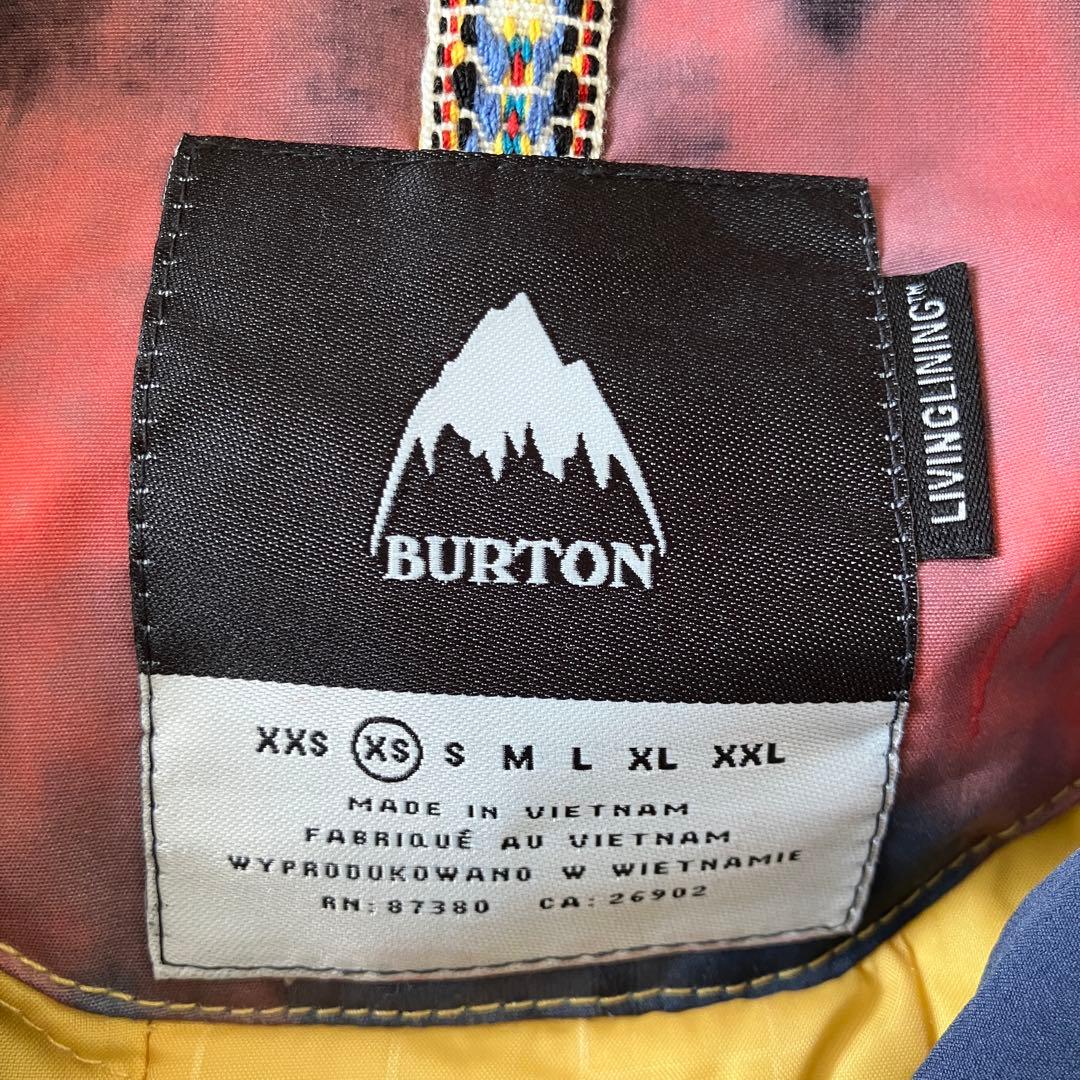 BURTON
LIVINGLINING™
XXS XS S M L XL XXL
MADE IN VIETNAM
FABRIQUÉ AU VIETNAM
WYPRODUKOWANO W WIETNAMIE
RN: 87380 CA: 26902